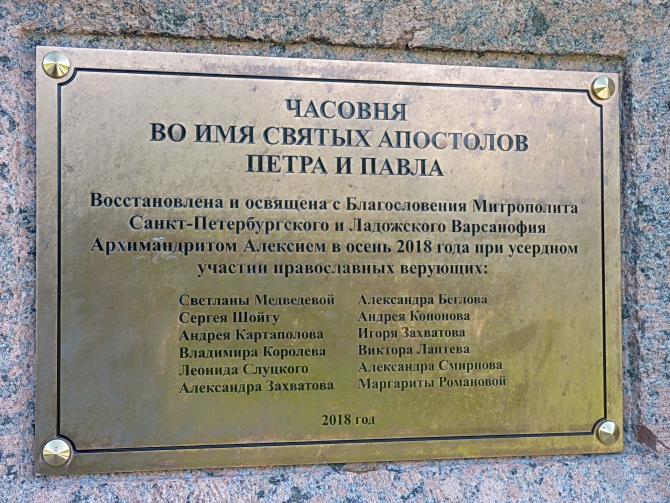 ЧАСОВНЯ
ВО ИМЯ СВЯТЫХ АПОСТОЛОВ
ПЕТРА И ПАВЛА
Восстановлена и освящена с Благословения Митрополита
Санкт-Петербургского и Ладожского Варсанофия
Архимандритом Алексием в осень 2018 года при усердном
участии православных верующих:
Светланы Медведевой
Сергея Шойгу
Андрея Картаполова
Владимира Королева
Леонида Слуцкого
Александра Захватова
Александра Беглова
Андрея Кононова
Игоря Захватова
Виктора Лаптева
Александра Смирнова
Маргариты Романовой
2018 год